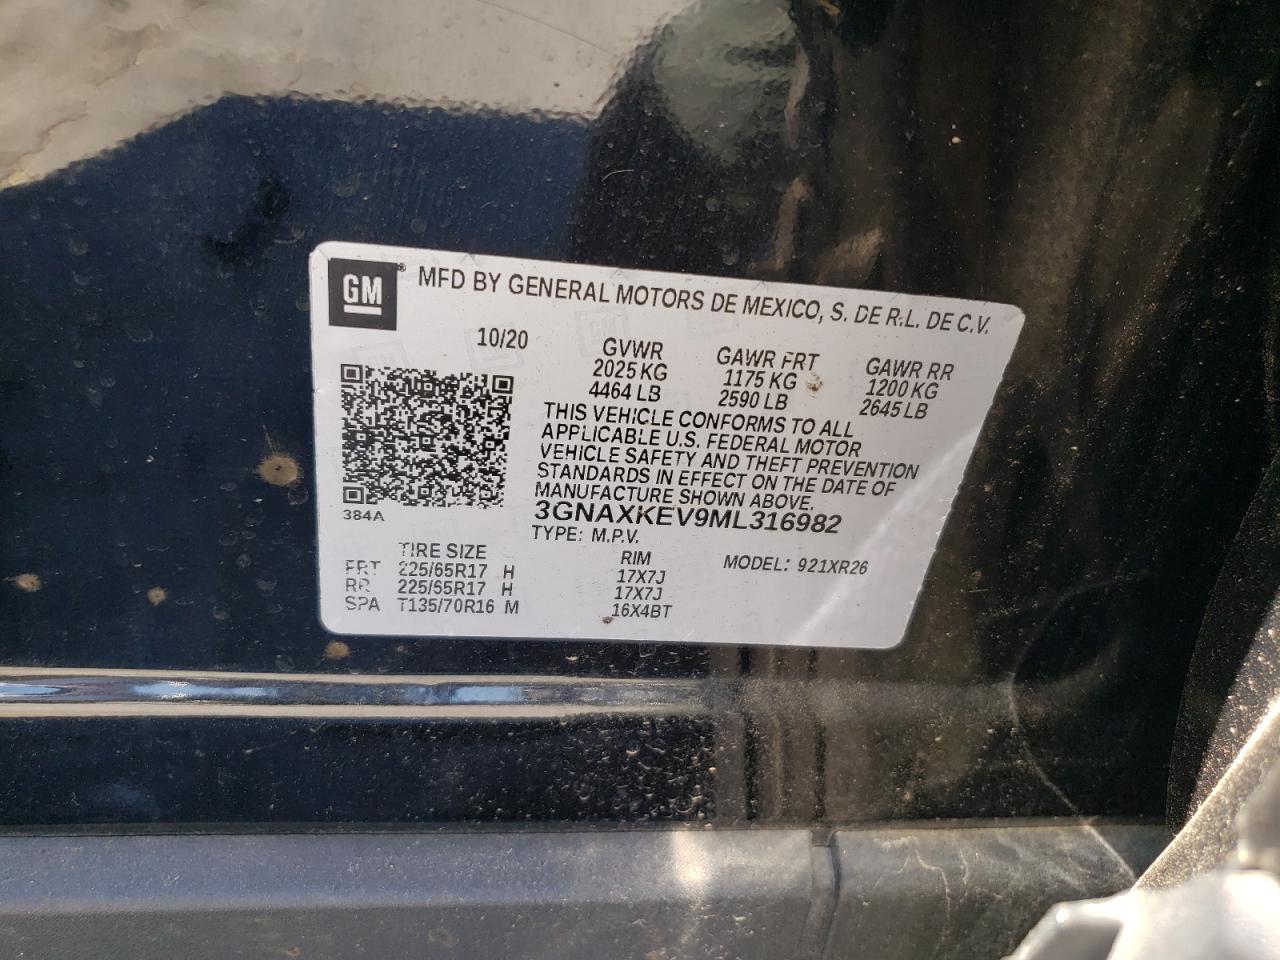 GM® MFD BY GENERAL MOTORS DE MEXICO, S. DE R.L. DE C.V.
10/20 GVWR GAWR FRT GAWR RR
2025 KG 1175 KG 1200 KG
4464 LB 2590 LB 2645 LB
THIS VEHICLE CONFORMS TO ALL
APPLICABLE U.S. FEDERAL MOTOR
VEHICLE SAFETY AND THEFT PREVENTION
STANDARDS IN EFFECT ON THE DATE OF
MANUFACTURE SHOWN ABOVE.
3GNAXKEV9ML316982
384A
TYPE: M.P.V. MODEL: 921XR26
TIRE SIZE RIM
FRT 225/65R17 H 17X7J
RR 225/65R17 H 17X7J
SPA T135/70R16 M 16X4BT